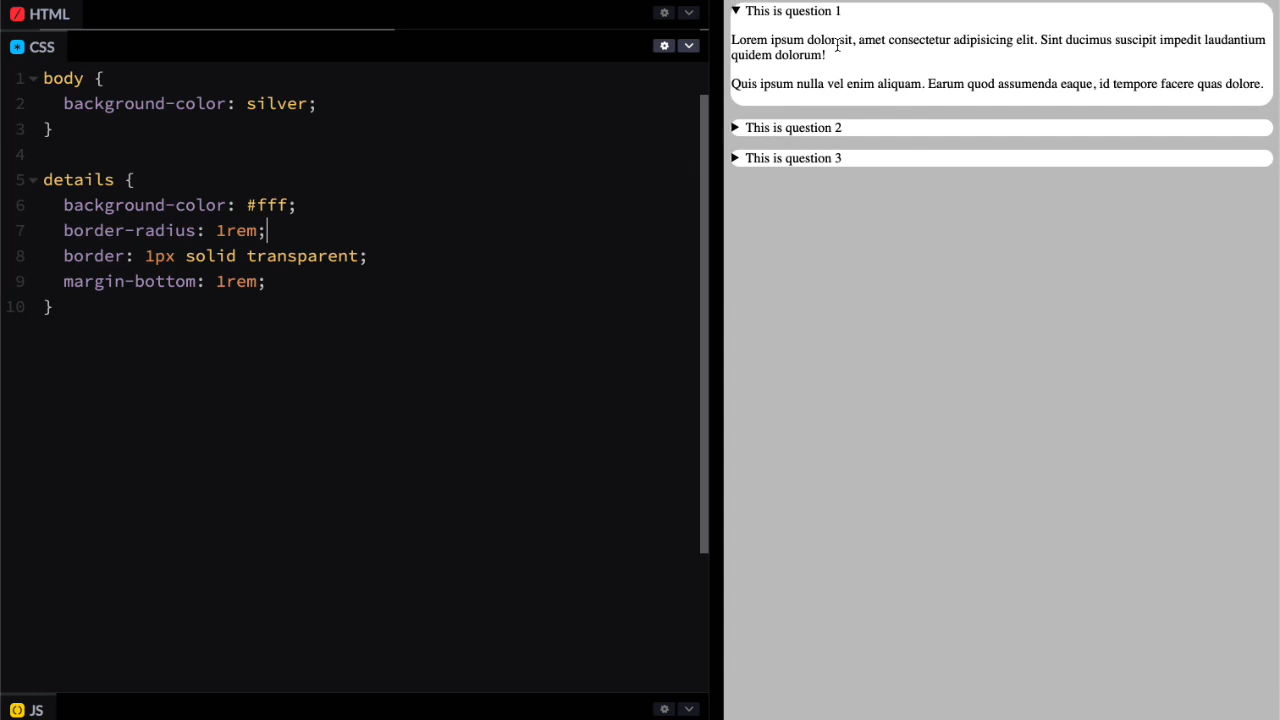 HTML
CSS
1 body {
2 background-color: silver;
3 }
4
5 details {
6 background-color: #fff;
7 border-radius: 1rem;
8 border: 1px solid transparent;
9 margin-bottom: 1rem;
10 }
JS
This is question 1
Lorem ipsum dolor sit, amet consectetur adipisicing elit. Sint ducimus suscipit impedit laudantium
quidem dolorum!
Quis ipsum nulla vel enim aliquam. Earum quod assumenda eaque, id tempore facere quas dolore.
This is question 2
This is question 3